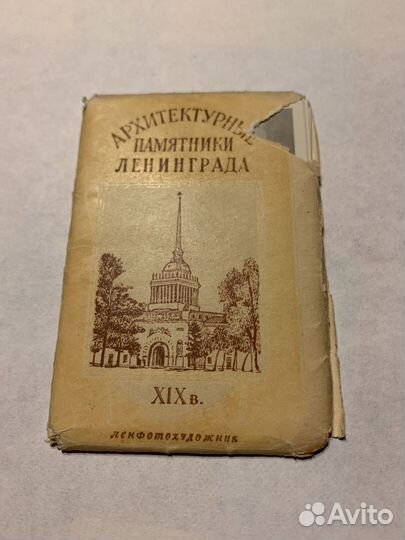 АРХИТЕКТУРНЫЕ
ПАМЯТНИКИ
ЛЕНИНГРАДА
XIX в.
ЛЕНФОТОХУДОЖНИК
Avito